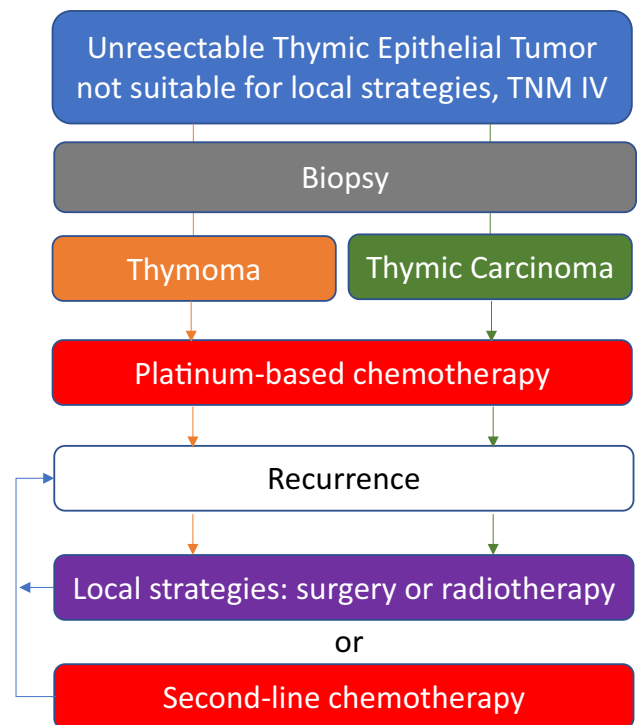 Unresectable Thymic Epithelial Tumor
not suitable for local strategies, TNM IV
Biopsy
Thymoma
Thymic Carcinoma
Platinum-based chemotherapy
Recurrence
Local strategies: surgery or radiotherapy
or
Second-line chemotherapy